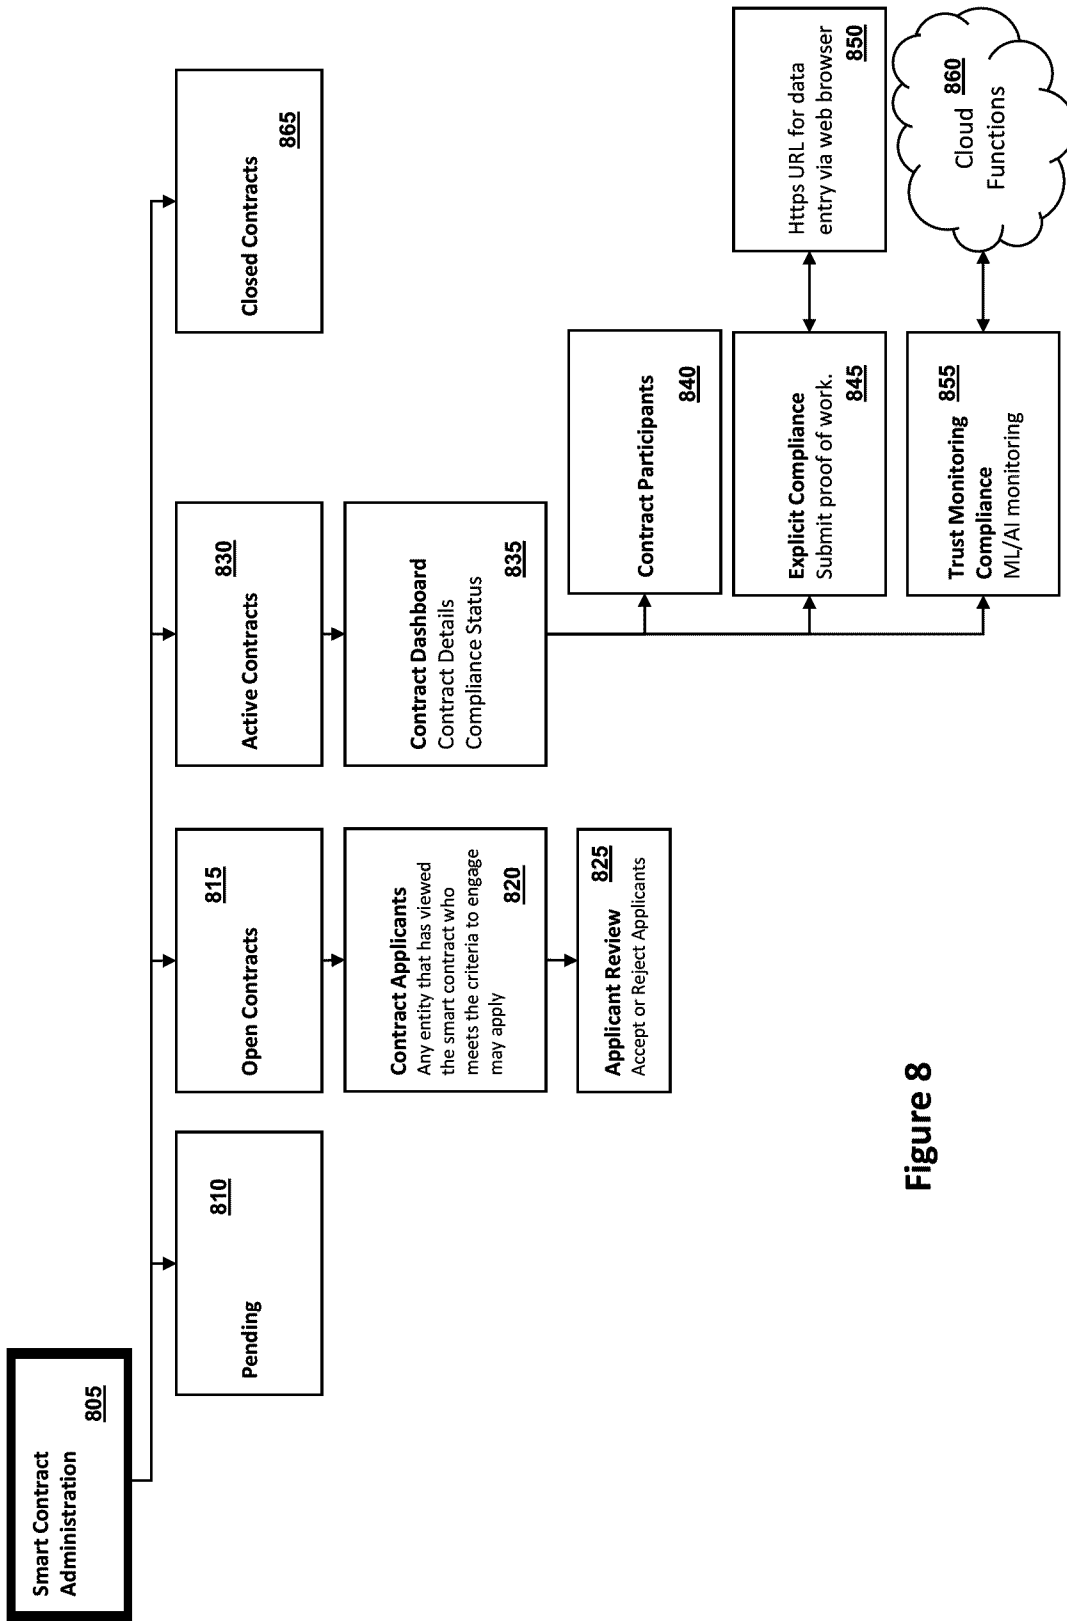 Smart Contract
Administration
805
Pending
810
Open Contracts
815
Contract Applicants
Any entity that has viewed
the smart contract who
meets the criteria to engage
may apply
820
Applicant Review
825
Accept or Reject Applicants
Active Contracts
830
Contract Dashboard
Contract Details
Compliance Status
835
Contract Participants
840
Explicit Compliance
Submit proof of work.
845
Https URL for data
entry via web browser
850
Trust Monitoring
Compliance
855
ML/AI monitoring
Cloud
860
Functions
Closed Contracts
865
Figure 8